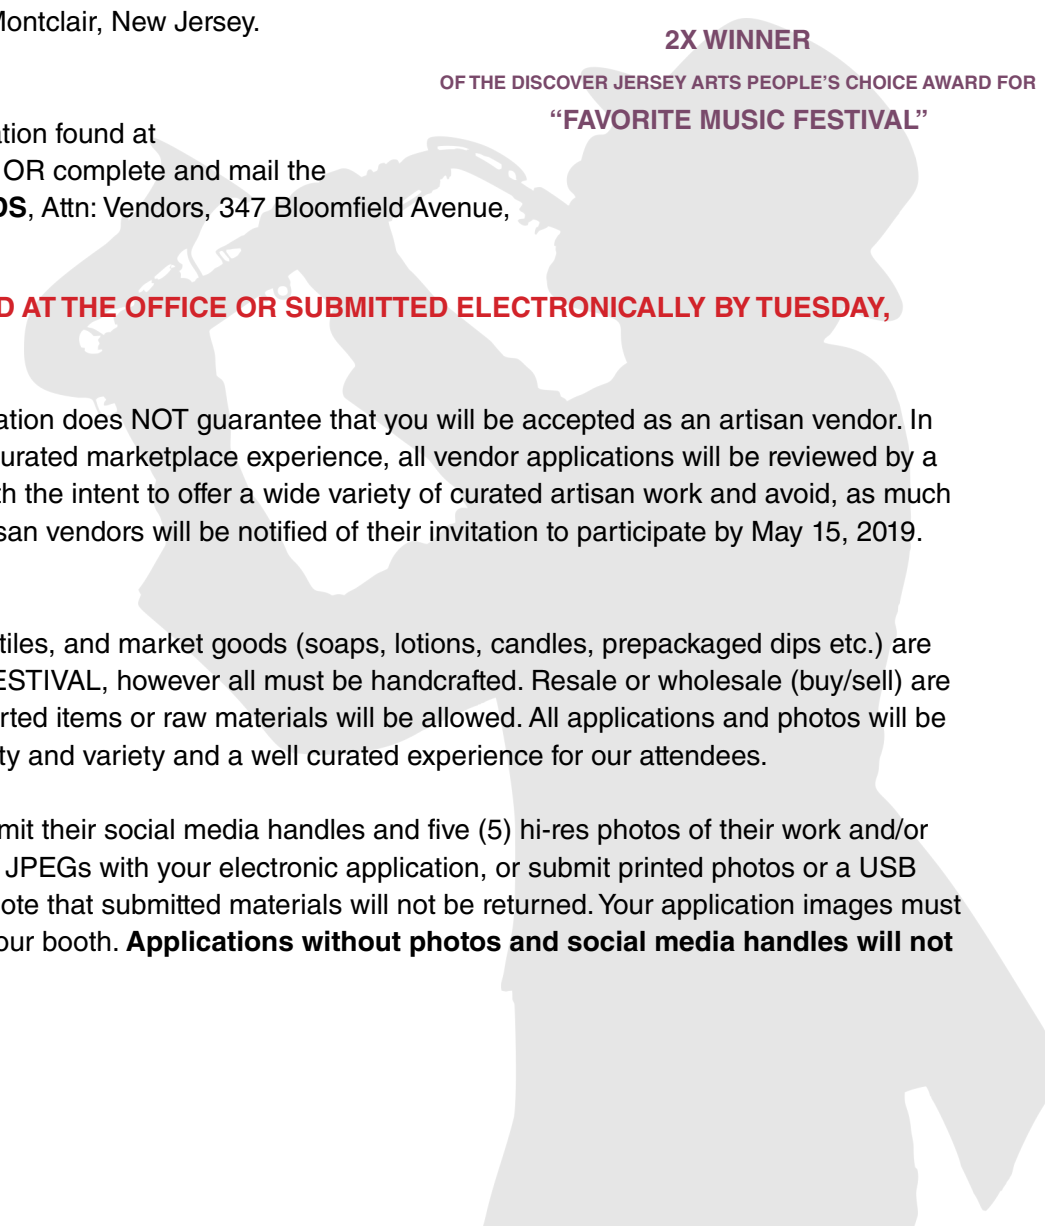 Montclair, New Jersey.
2X WINNER
OF THE DISCOVER JERSEY ARTS PEOPLE’S CHOICE AWARD FOR
“FAVORITE MUSIC FESTIVAL”
ation found at
OR complete and mail the
DS, Attn: Vendors, 347 Bloomfield Avenue,
D AT THE OFFICE OR SUBMITTED ELECTRONICALLY BY TUESDAY,
ation does NOT guarantee that you will be accepted as an artisan vendor. In
urated marketplace experience, all vendor applications will be reviewed by a
th the intent to offer a wide variety of curated artisan work and avoid, as much
isan vendors will be notified of their invitation to participate by May 15, 2019.
tiles, and market goods (soaps, lotions, candles, prepackaged dips etc.) are
ESTIVAL, however all must be handcrafted. Resale or wholesale (buy/sell) are
rted items or raw materials will be allowed. All applications and photos will be
ty and variety and a well curated experience for our attendees.
mit their social media handles and five (5) hi-res photos of their work and/or
JPEGs with your electronic application, or submit printed photos or a USB
ote that submitted materials will not be returned. Your application images must
our booth. Applications without photos and social media handles will not